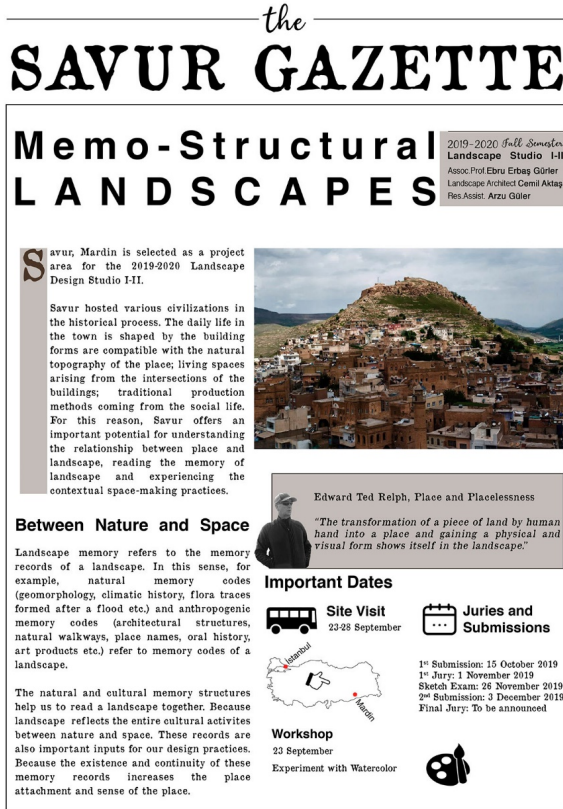 the
SAVUR GAZETTE
Memo-Structural
LANDSCAPES
2019-2020 Fall Semester
Landscape Studio I-II
Assoc.Prof.Ebru Erbaş Gürler
Landscape Architect Cemil Aktaş
Res.Assist. Arzu Güler
Savur, Mardin is selected as a project
area for the 2019-2020 Landscape
Design Studio I-II.
Savur hosted various civilizations in
the historical process. The daily life in
the town is shaped by the building
forms are compatible with the natural
topography of the place; living spaces
arising from the intersections of the
buildings; traditional production
methods coming from the social life.
For this reason, Savur offers an
important potential for understanding
the relationship between place and
landscape, reading the memory of
landscape and experiencing the
contextual space-making practices.
Edward Ted Relph, Place and Placelessness
"The transformation of a piece of land by human
hand into a place and gaining a physical and
visual form shows itself in the landscape."
Between Nature and Space
Landscape memory refers to the memory
records of a landscape. In this sense, for
example, natural memory codes
(geomorphology, climatic history, flora traces
formed after a flood etc.) and anthropogenic
memory codes (architectural structures,
natural walkways, place names, oral history,
art products etc.) refer to memory codes of a
landscape.
The natural and cultural memory structures
help us to read a landscape together. Because
landscape reflects the entire cultural activites
between nature and space. These records are
also important inputs for our design practices.
Because the existence and continuity of these
memory records increases the place
attachment and sense of the place.
Important Dates
Site Visit
23-28 September
Istanbul
Mardin
Workshop
23 September
Experiment with Watercolor
Juries and
Submissions
1st Submission: 15 October 2019
1st Jury: 1 November 2019
Sketch Exam: 26 November 2019
2nd Submission: 3 December 2019
Final Jury: To be announced